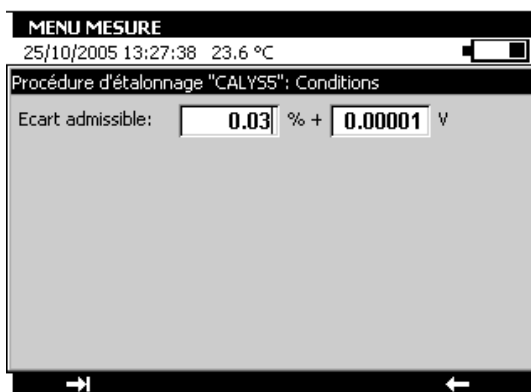 MENU MESURE
25/10/2005 13:27:38 23.6 °C
Procédure d'étalonnage "CALYS5": Conditions
Ecart admissible: 0.03 % + 0.00001 V